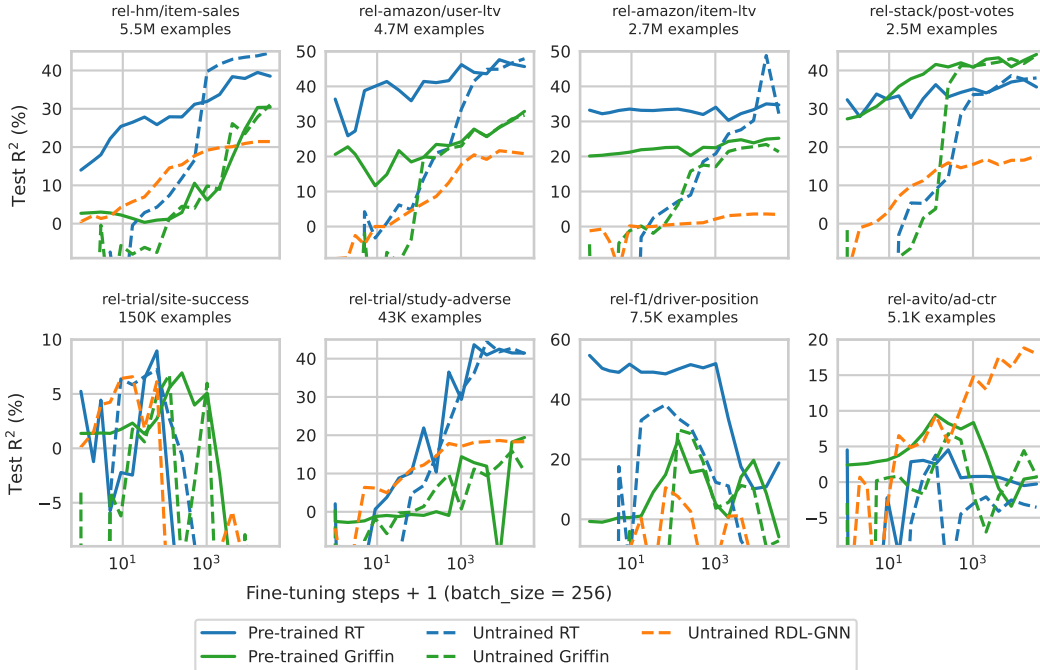 rel-hm/item-sales
5.5M examples
rel-amazon/user-ltv
4.7M examples
rel-amazon/item-ltv
2.7M examples
rel-stack/post-votes
2.5M examples
Test R² (%)
40
30
20
10
0
50
40
30
20
10
0
50
40
30
20
10
0
40
30
20
10
0
rel-trial/site-success
150K examples
rel-trial/study-adverse
43K examples
rel-f1/driver-position
7.5K examples
rel-avito/ad-ctr
5.1K examples
Test R² (%)
10
5
0
−5
40
30
20
10
0
60
40
20
0
20
15
10
5
0
−5
10¹ 10³
10¹ 10³
10¹ 10³
10¹ 10³
Fine-tuning steps + 1 (batch_size = 256)
Pre-trained RT Untrained RT Untrained RDL-GNN
Pre-trained Griffin Untrained Griffin